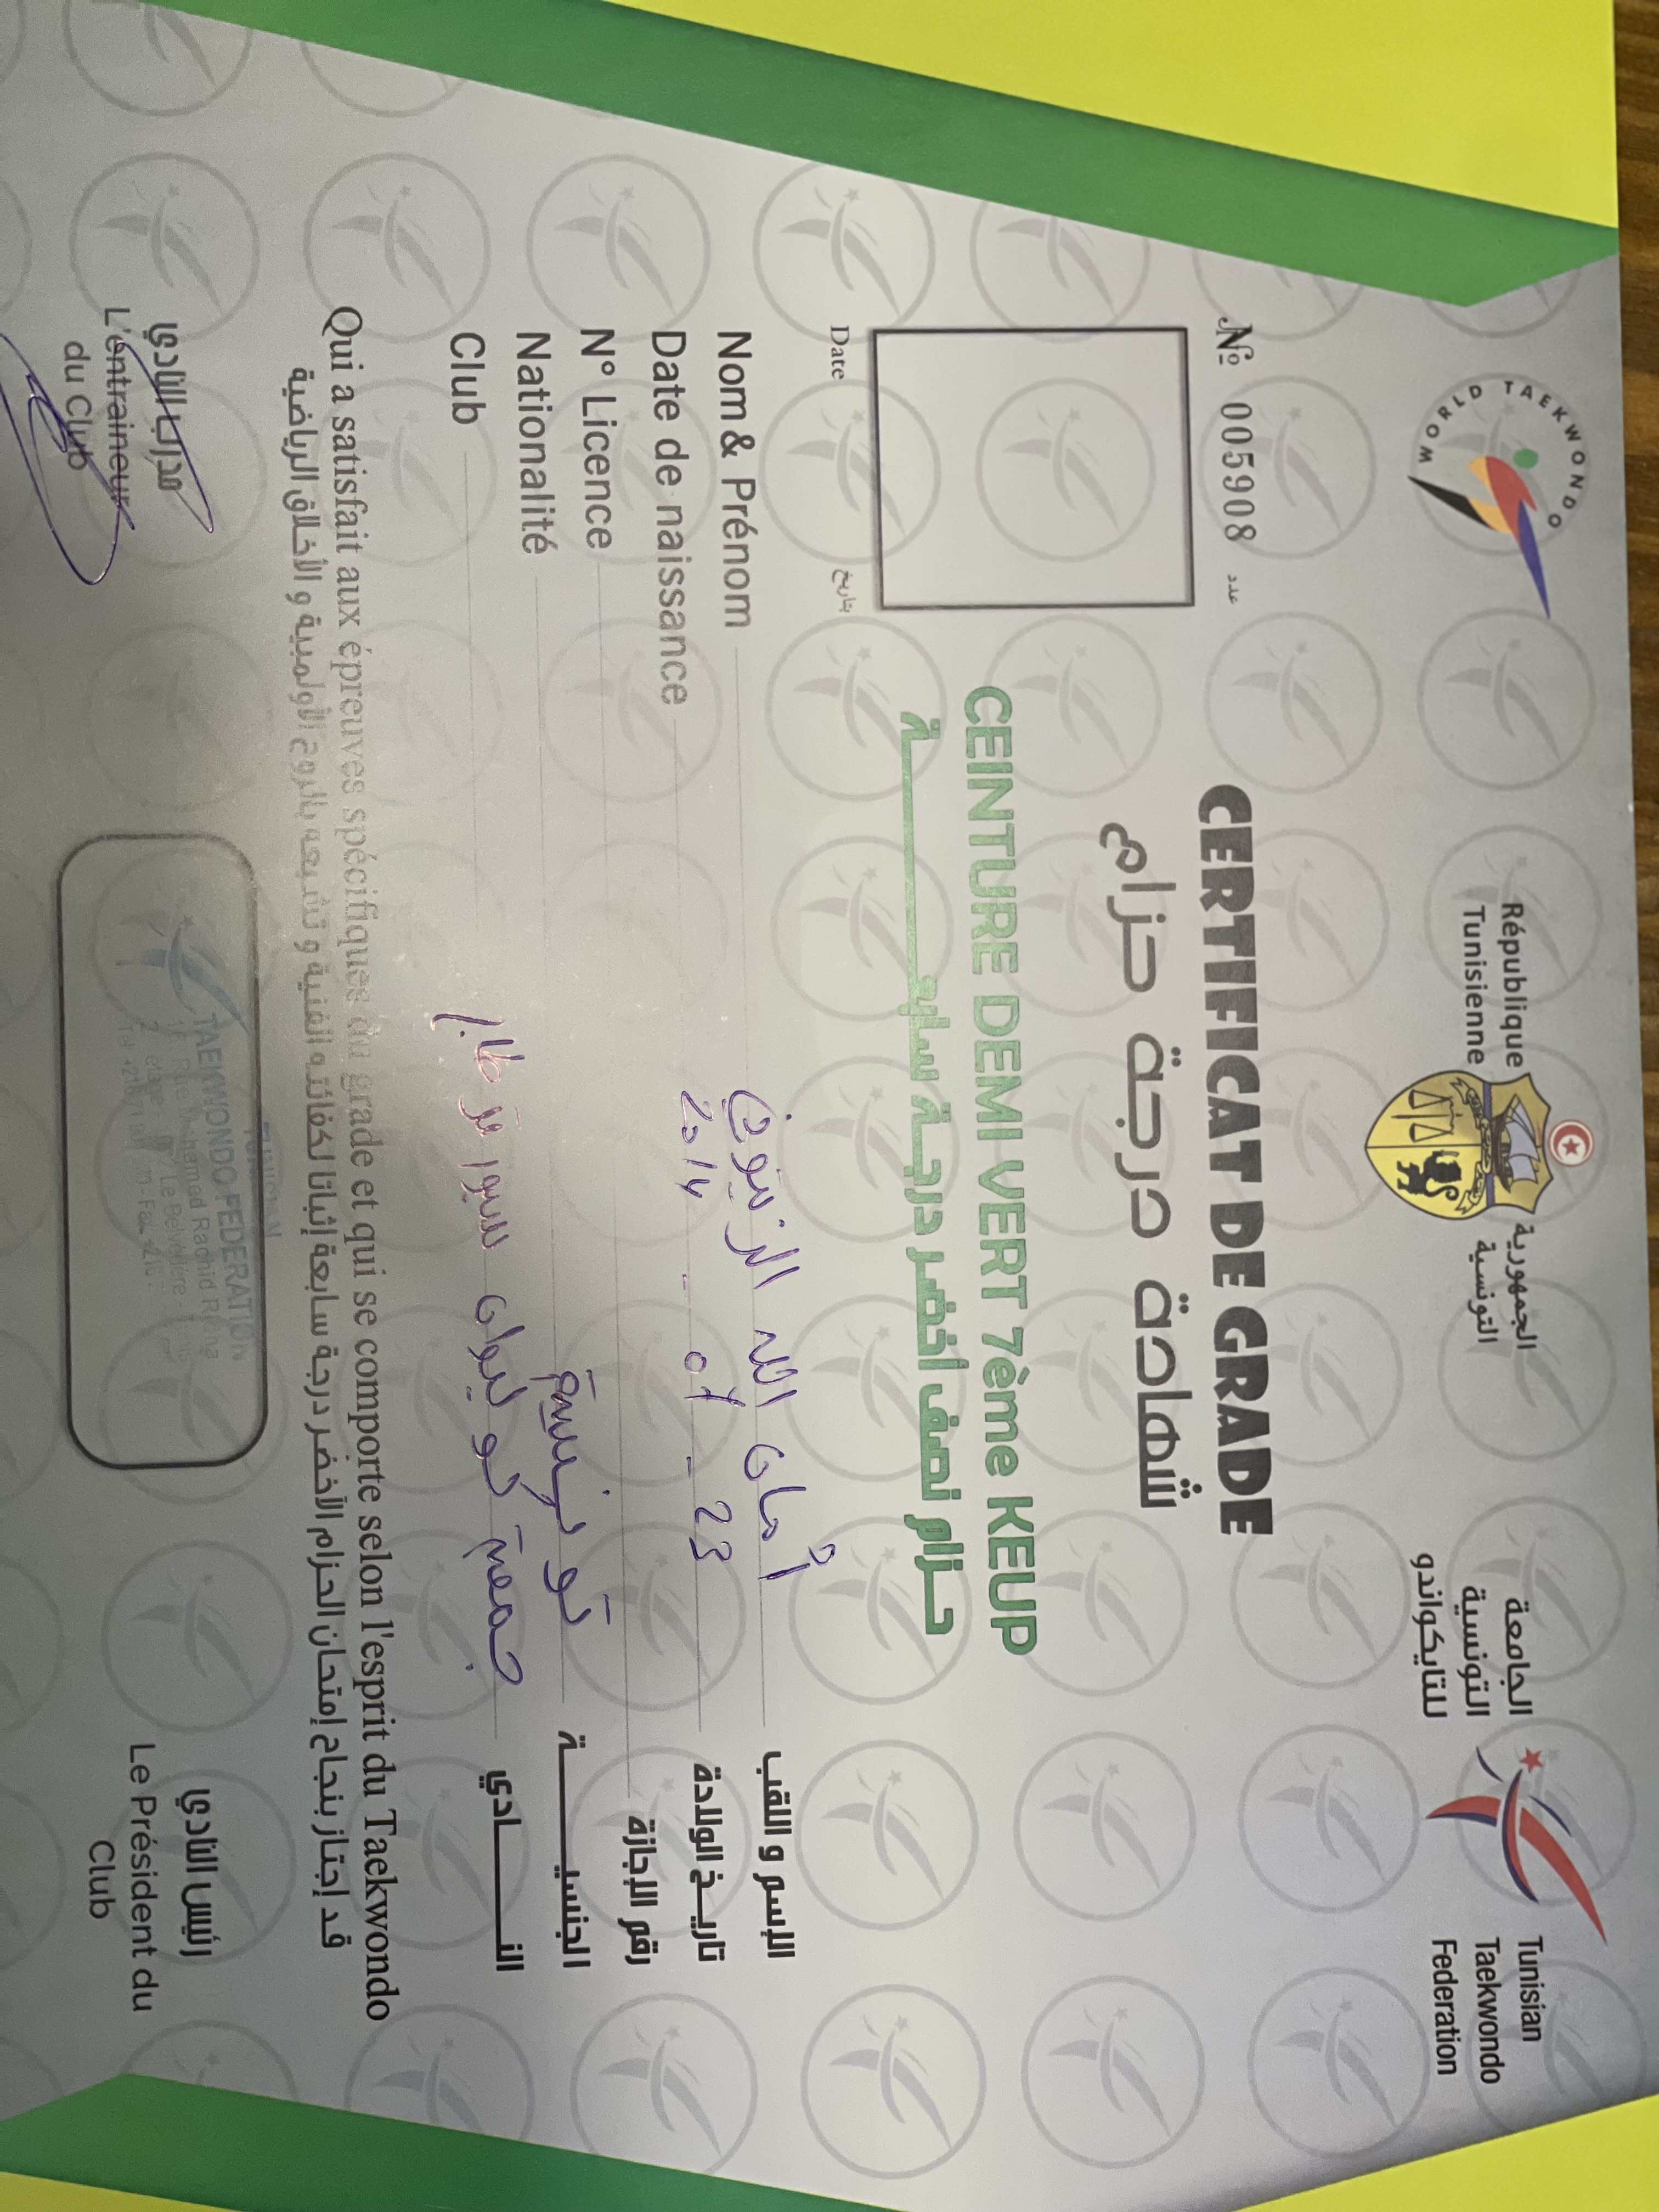 WORLD TAEKWONDO
République
Tunisienne
الجمهورية
التونسية
الجامعة
التونسية
للتايكواندو
Tunisian
Taekwondo
Federation
№ 005908 عدد
CERTIFICAT DE GRADE
شهادة درجة حزام
CEINTURE DEMI VERT 7ème KEUP
حزام نصف أخضر درجة سابعة
Date بتاريخ
Nom & Prénom أمان الله الزيتوني الإسم و اللقب
Date de naissance 2014 - 07 - 23 تاريخ الولادة
N° Licence رقم الإجازة
Nationalité تونسية الجنسية
Club جمعية سبور النادي
Qui a satisfait aux épreuves spécifiques du grade et qui se comporte selon l'esprit du Taekwondo
قد إجتاز بنجاح إمتحان الحزام الأخضر درجة سابعة إثباتا لكفائته الفنية و تشبعه بالروح الأولمبية و الأخلاق الرياضية
مدرب النادي
L'entraineur
du Club
TAEKWONDO FEDERATION
رئيس النادي
Le Président du
Club